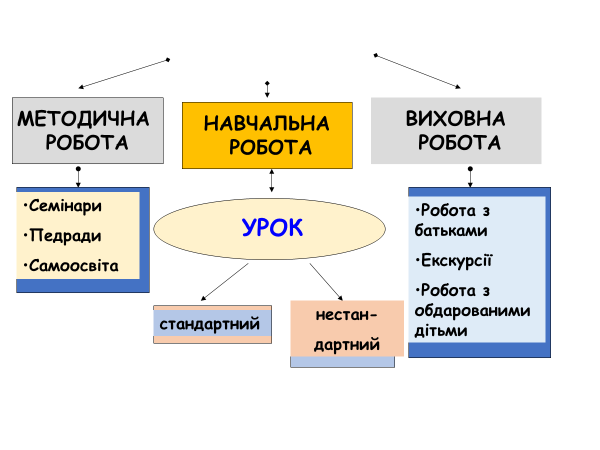 МЕТОДИЧНА
РОБОТА
НАВЧАЛЬНА
РОБОТА
ВИХОВНА
РОБОТА
•Семінари
•Педради
•Самоосвіта
УРОК
стандартний
нестан-
дартний
•Робота з
батьками
•Екскурсії
•Робота з
обдарованими
дітьми